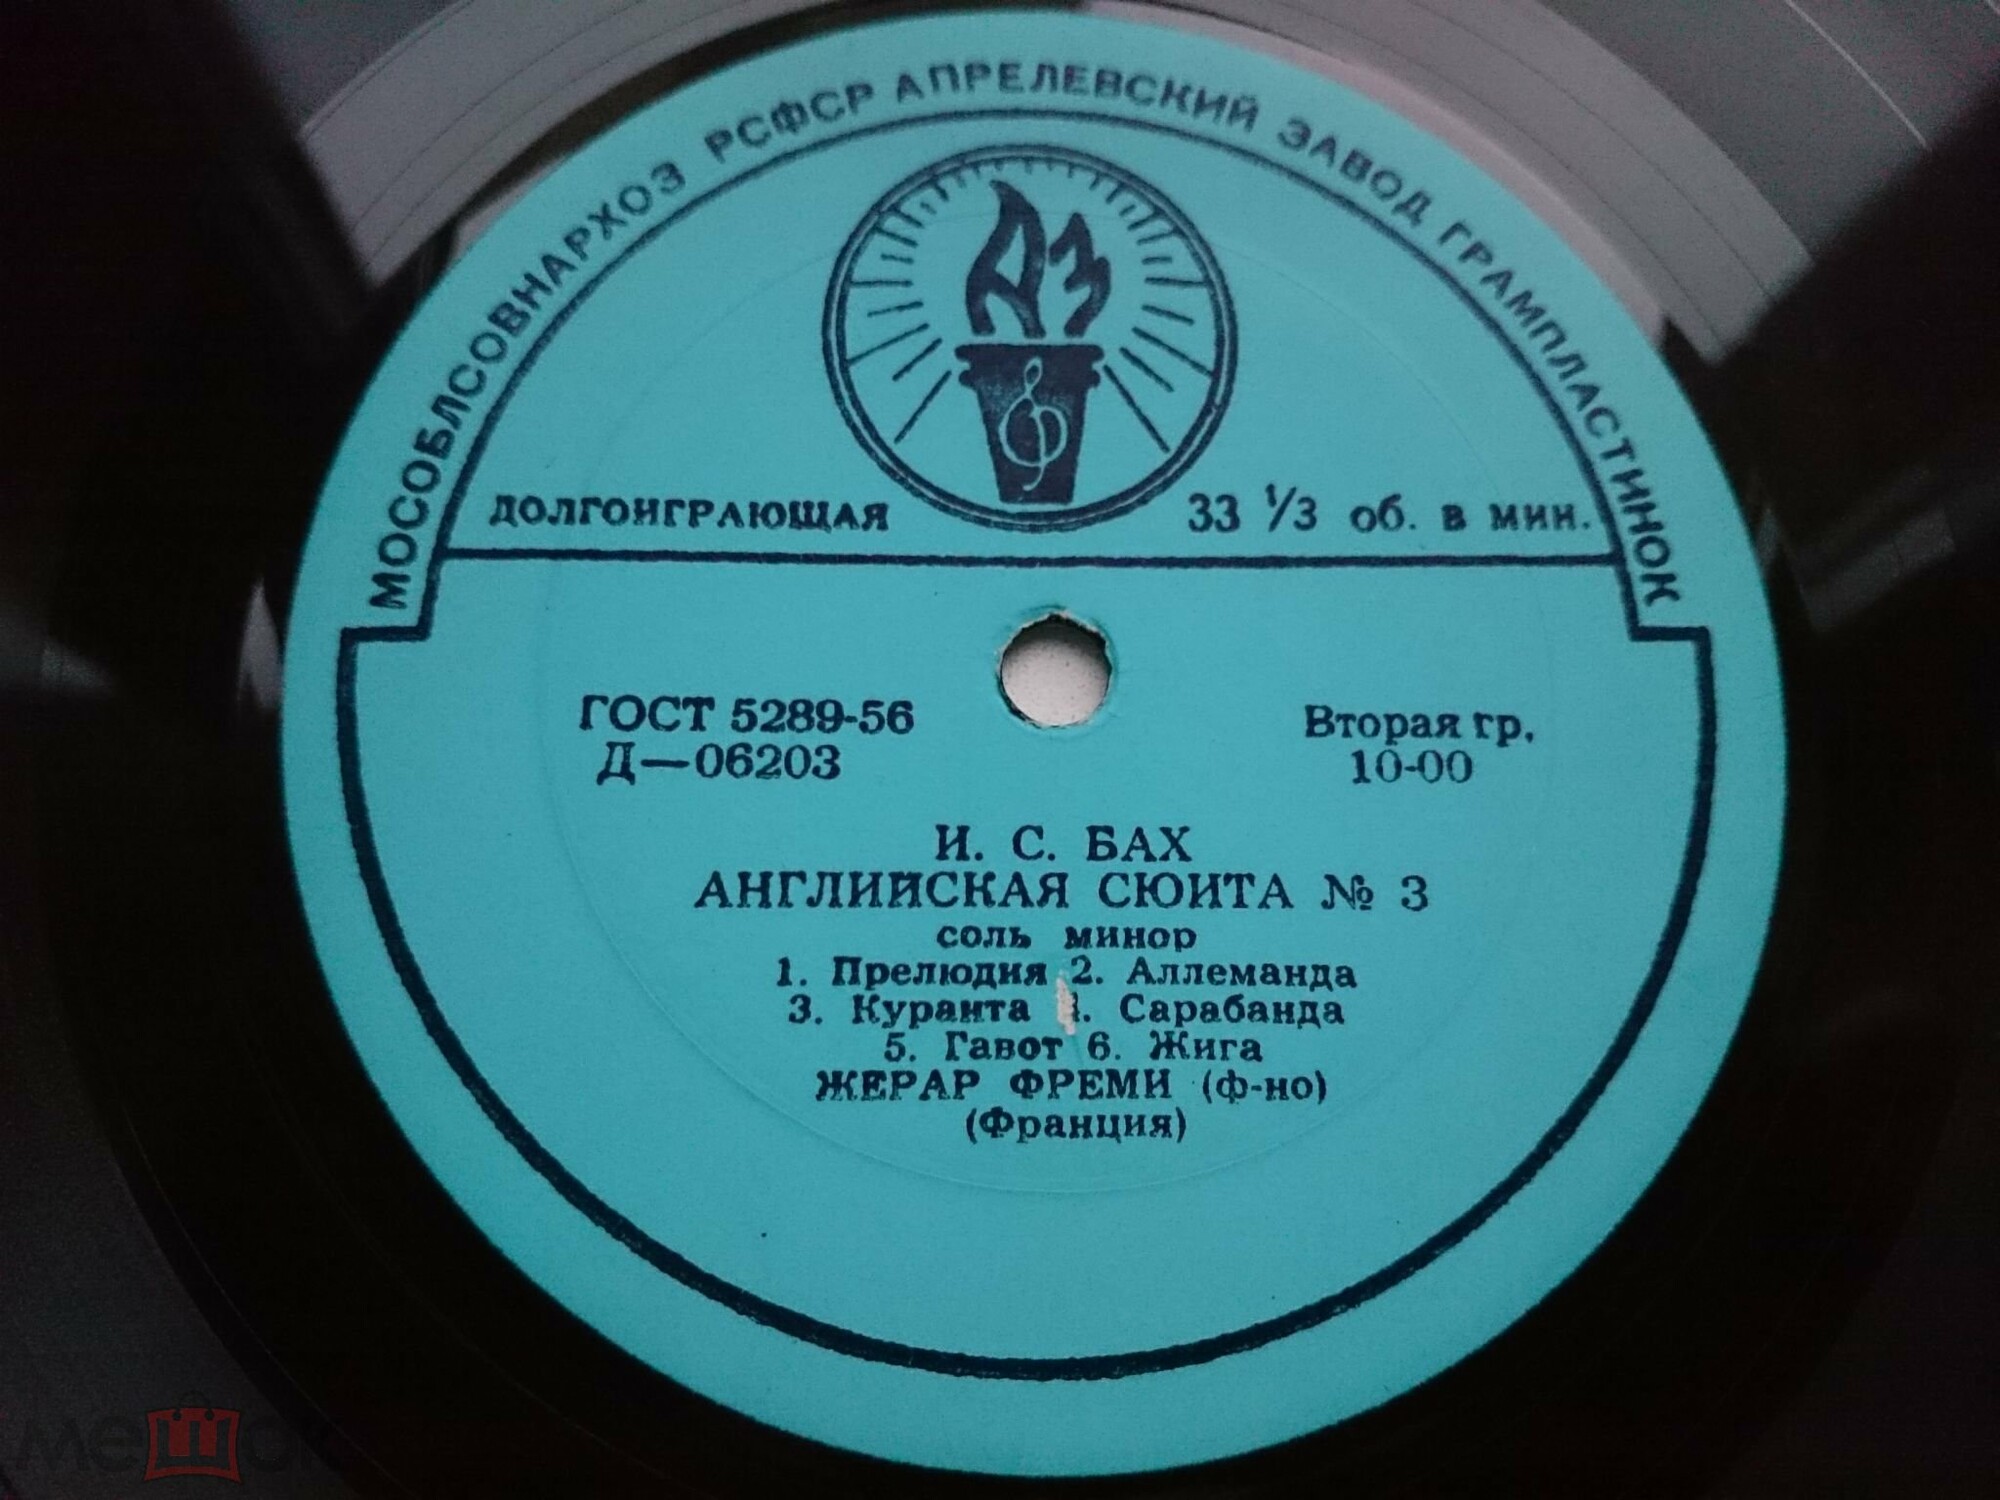 МОСОБЛСОВНАРХОЗ РСФСР АПРЕЛЕВСКИЙ ЗАВОД ГРАМПЛАСТИНОК
АЗ
ДОЛГОИГРАЮЩАЯ 33 1/3 об. в мин.
ГОСТ 5289-56 Вторая гр.
Д—06203 10-00
И. С. БАХ
АНГЛИЙСКАЯ СЮИТА № 3
соль минор
1. Прелюдия 2. Аллеманда
3. Куранта 4. Сарабанда
5. Гавот 6. Жига
ЖЕРАР ФРЕМИ (ф-но)
(Франция)
мешок